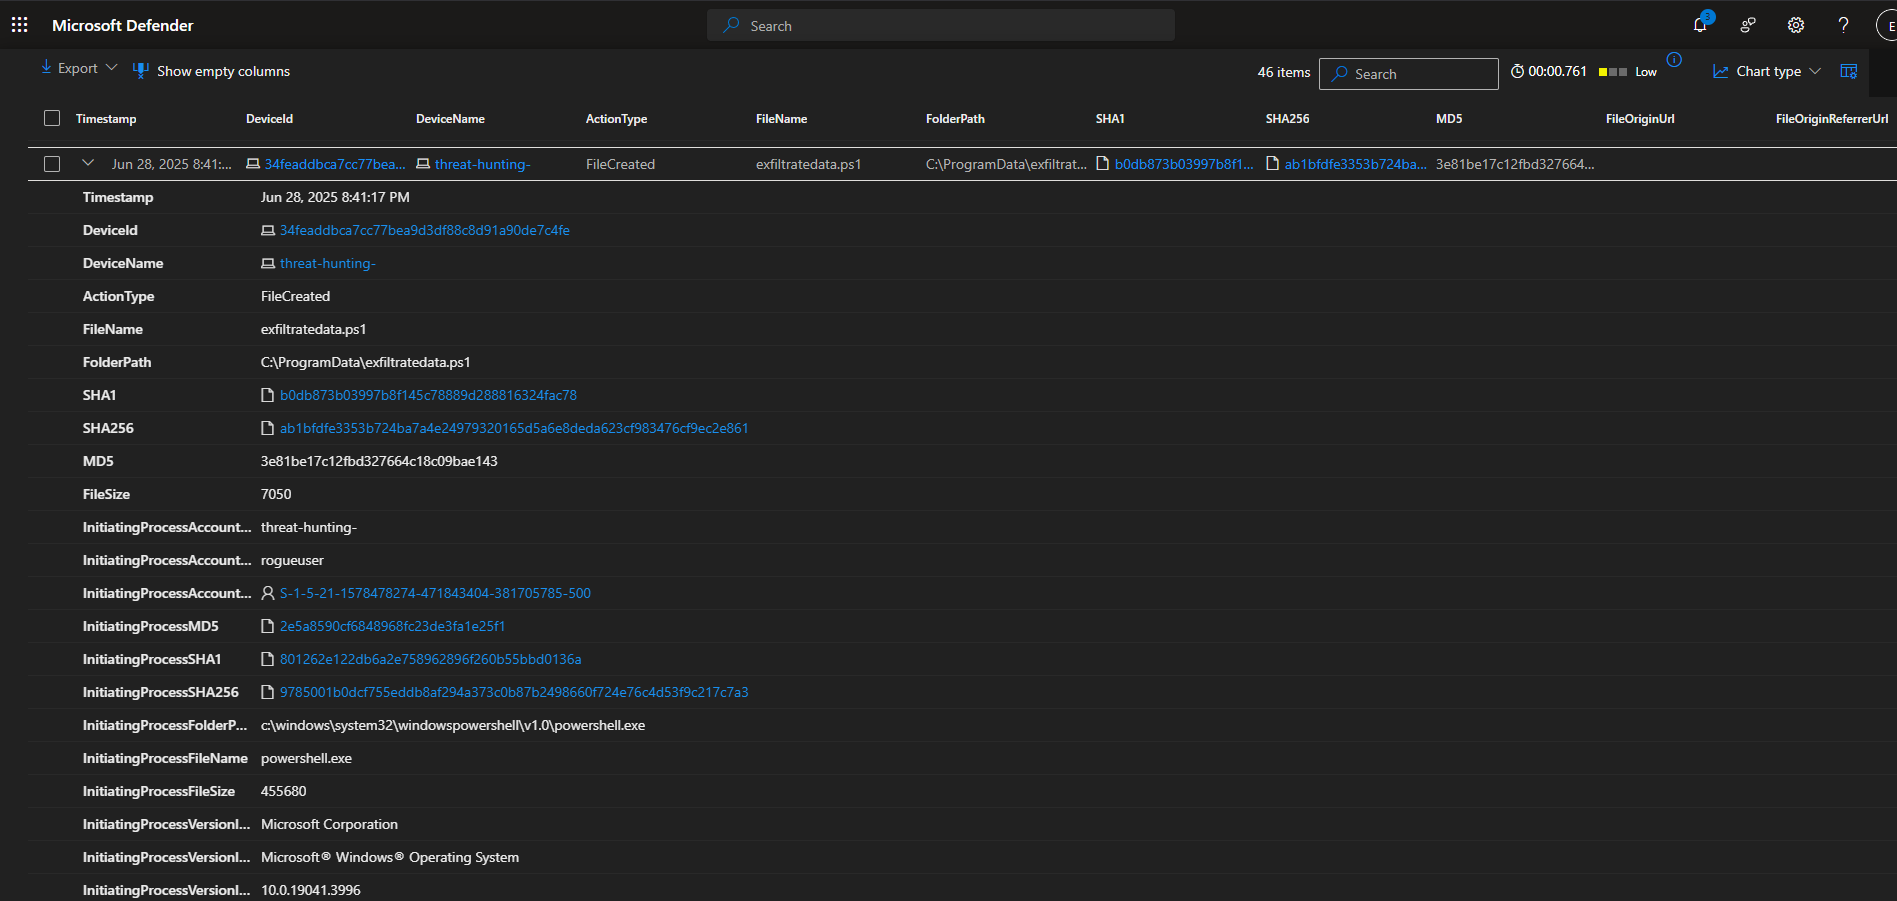 Microsoft Defender
Search
3
E
Export
Show empty columns
46 items
Search
00:00.761
Low
Chart type
Timestamp DeviceId DeviceName ActionType FileName FolderPath SHA1 SHA256 MD5 FileOriginUrl FileOriginReferrerUrl
Jun 28, 2025 8:41:... 34feaddbca7cc77bea... threat-hunting- FileCreated exfiltratedata.ps1 C:\ProgramData\exfiltrat... b0db873b03997b8f1... ab1bfdfe3353b724ba... 3e81be17c12fbd327664...
Timestamp Jun 28, 2025 8:41:17 PM
DeviceId 34feaddbca7cc77bea9d3df88c8d91a90de7c4fe
DeviceName threat-hunting-
ActionType FileCreated
FileName exfiltratedata.ps1
FolderPath C:\ProgramData\exfiltratedata.ps1
SHA1 b0db873b03997b8f145c78889d288816324fac78
SHA256 ab1bfdfe3353b724ba7a4e24979320165d5a6e8deda623cf983476cf9ec2e861
MD5 3e81be17c12fbd327664c18c09bae143
FileSize 7050
InitiatingProcessAccount... threat-hunting-
InitiatingProcessAccount... rogueuser
InitiatingProcessAccount... S-1-5-21-1578478274-471843404-381705785-500
InitiatingProcessMD5 2e5a8590cf6848968fc23de3fa1e25f1
InitiatingProcessSHA1 801262e122db6a2e758962896f260b55bbd0136a
InitiatingProcessSHA256 9785001b0dcf755eddb8af294a373c0b87b2498660f724e76c4d53f9c217c7a3
InitiatingProcessFolderP... c:\windows\system32\windowspowershell\v1.0\powershell.exe
InitiatingProcessFileName powershell.exe
InitiatingProcessFileSize 455680
InitiatingProcessVersionI... Microsoft Corporation
InitiatingProcessVersionI... Microsoft® Windows® Operating System
InitiatingProcessVersionI... 10.0.19041.3996